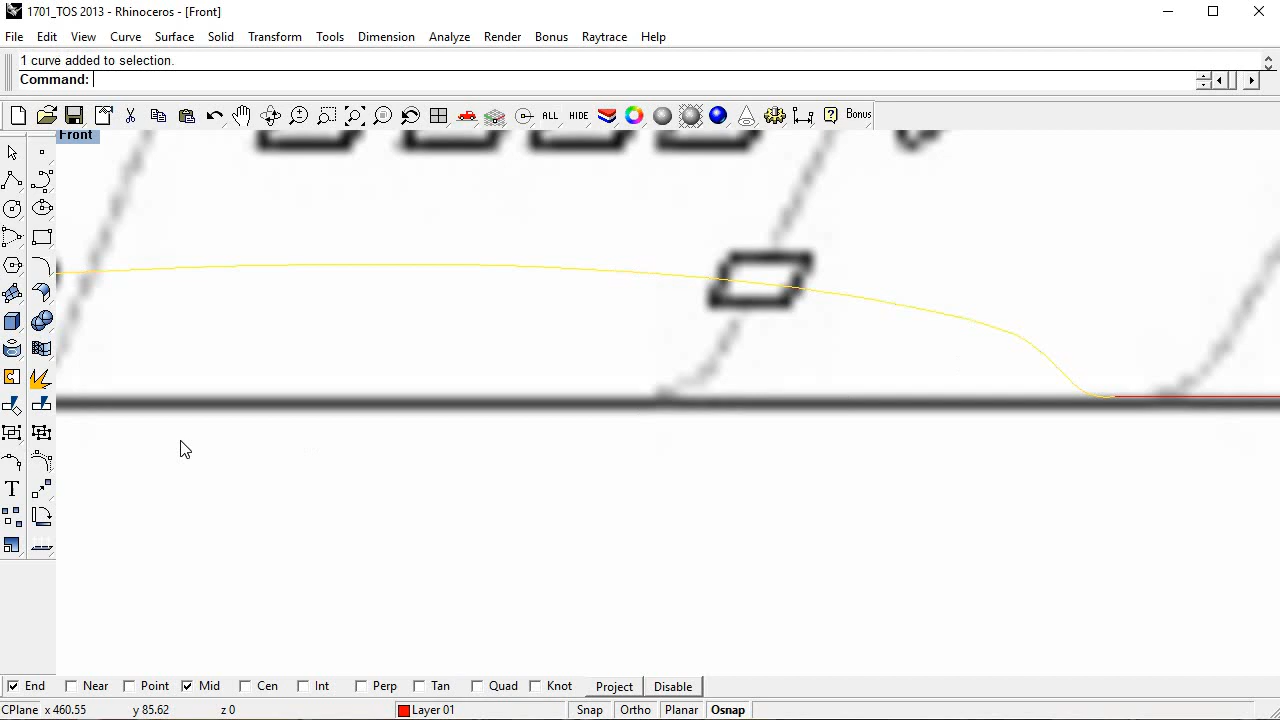 1701_TOS 2013 - Rhinoceros - [Front]
File Edit View Curve Surface Solid Transform Tools Dimension Analyze Render Bonus Raytrace Help
1 curve added to selection.
Command:
ALL HIDE Bonus
Front
T
End Near Point Mid Cen Int Perp Tan Quad Knot Project Disable
CPlane x 460.55 y 85.62 z 0 Layer 01 Snap Ortho Planar Osnap